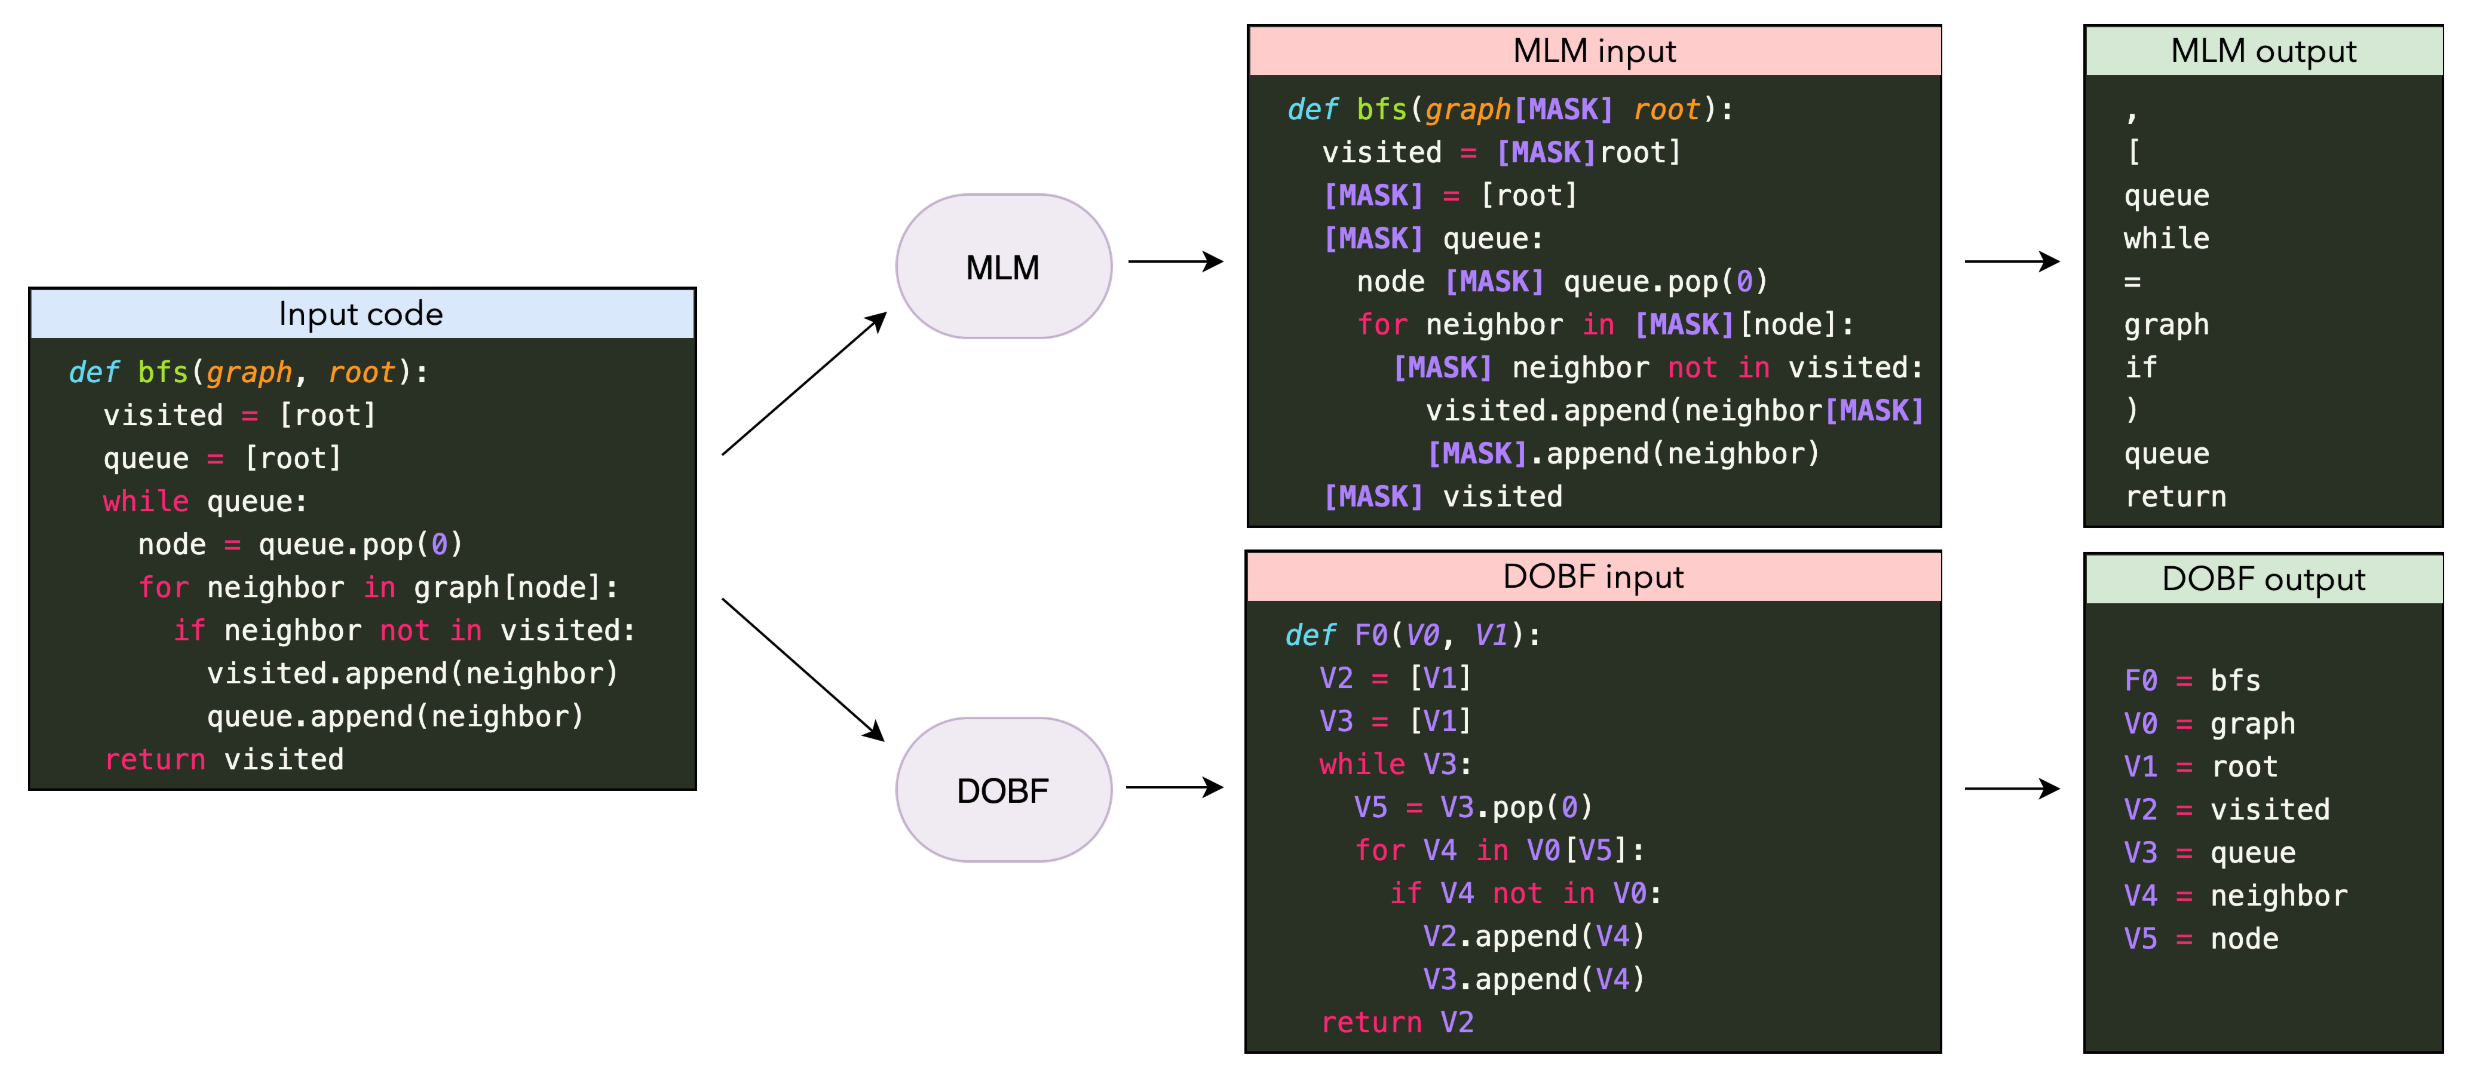 Input code
def bfs(graph, root):
  visited = [root]
  queue = [root]
  while queue:
    node = queue.pop(0)
    for neighbor in graph[node]:
      if neighbor not in visited:
        visited.append(neighbor)
        queue.append(neighbor)
  return visited
MLM
DOBF
MLM input
def bfs(graph[MASK] root):
  visited = [MASK]root]
  [MASK] = [root]
  [MASK] queue:
    node [MASK] queue.pop(0)
    for neighbor in [MASK][node]:
      [MASK] neighbor not in visited:
        visited.append(neighbor[MASK]
        [MASK].append(neighbor)
  [MASK] visited
MLM output
,
[
queue
while
=
graph
if
)
queue
return
DOBF input
def F0(V0, V1):
  V2 = [V1]
  V3 = [V1]
  while V3:
    V5 = V3.pop(0)
    for V4 in V0[V5]:
      if V4 not in V0:
        V2.append(V4)
        V3.append(V4)
  return V2
DOBF output
F0 = bfs
V0 = graph
V1 = root
V2 = visited
V3 = queue
V4 = neighbor
V5 = node